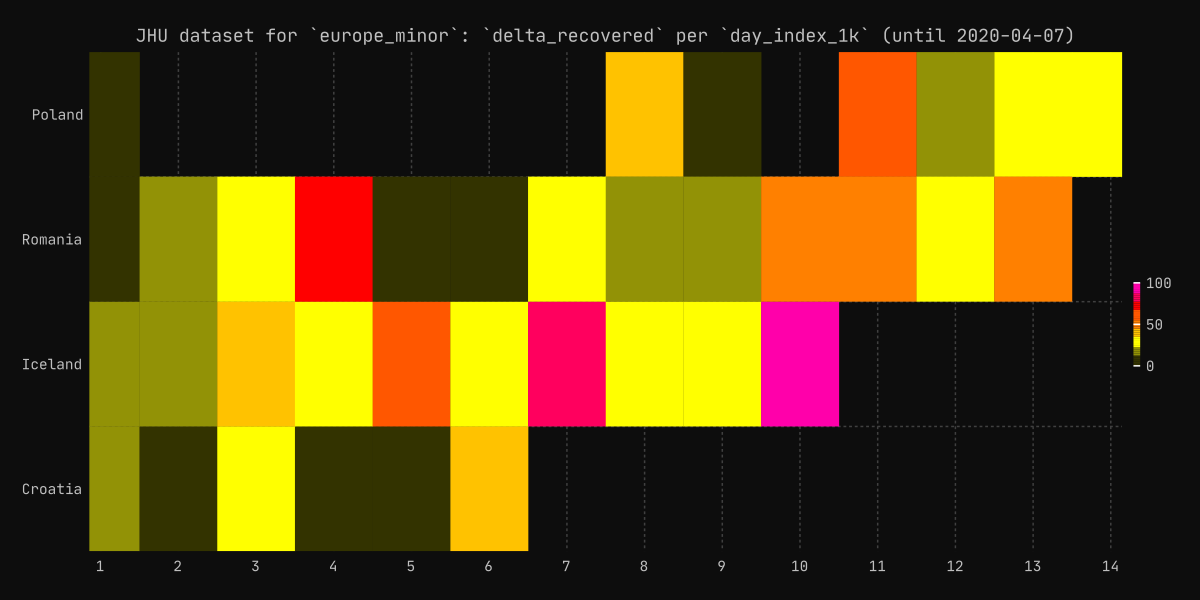 JHU dataset for `europe_minor`: `delta_recovered` per `day_index_1k` (until 2020-04-07)
Poland
Romania
Iceland
Croatia
100
50
0
1 2 3 4 5 6 7 8 9 10 11 12 13 14